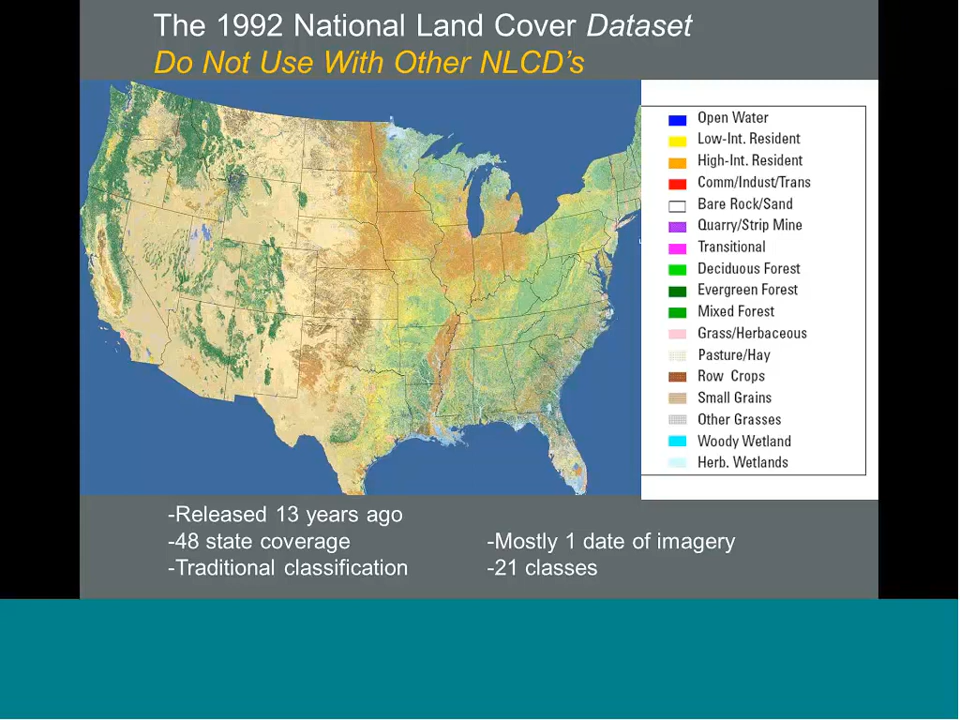 The 1992 National Land Cover Dataset
Do Not Use With Other NLCD's
Open Water
Low-Int. Resident
High-Int. Resident
Comm/Indust/Trans
Bare Rock/Sand
Quarry/Strip Mine
Transitional
Deciduous Forest
Evergreen Forest
Mixed Forest
Grass/Herbaceous
Pasture/Hay
Row Crops
Small Grains
Other Grasses
Woody Wetland
Herb. Wetlands
-Released 13 years ago
-48 state coverage
-Traditional classification
-Mostly 1 date of imagery
-21 classes